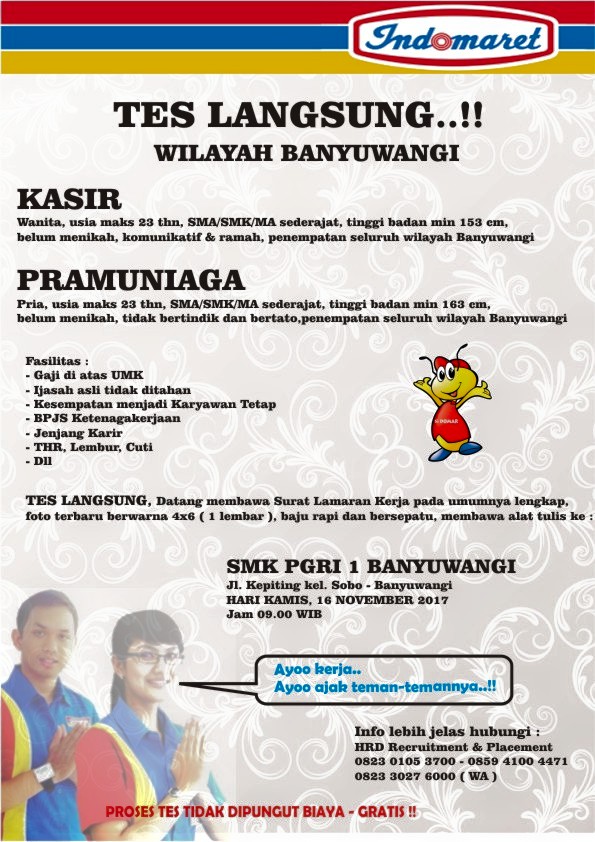 Indomaret
TES LANGSUNG..!!
WILAYAH BANYUWANGI
KASIR
Wanita, usia maks 23 thn, SMA/SMK/MA sederajat, tinggi badan min 153 cm,
belum menikah, komunikatif & ramah, penempatan seluruh wilayah Banyuwangi
PRAMUNIAGA
Pria, usia maks 23 thn, SMA/SMK/MA sederajat, tinggi badan min 163 cm,
belum menikah, tidak bertindik dan bertato,penempatan seluruh wilayah Banyuwangi
Fasilitas :
- Gaji di atas UMK
- Ijasah asli tidak ditahan
- Kesempatan menjadi Karyawan Tetap
- BPJS Ketenagakerjaan
- Jenjang Karir
- THR, Lembur, Cuti
- Dll
TES LANGSUNG, Datang membawa Surat Lamaran Kerja pada umumnya lengkap,
foto terbaru berwarna 4x6 ( 1 lembar ), baju rapi dan bersepatu, membawa alat tulis ke :
SMK PGRI 1 BANYUWANGI
Jl. Kepiting kel. Sobo - Banyuwangi
HARI KAMIS, 16 NOVEMBER 2017
Jam 09.00 WIB
Ayoo kerja..
Ayoo ajak teman-temannya..!!
Info lebih jelas hubungi :
HRD Recruitment & Placement
0823 0105 3700 - 0859 4100 4471
0823 3027 6000 ( WA )
PROSES TES TIDAK DIPUNGUT BIAYA - GRATIS !!